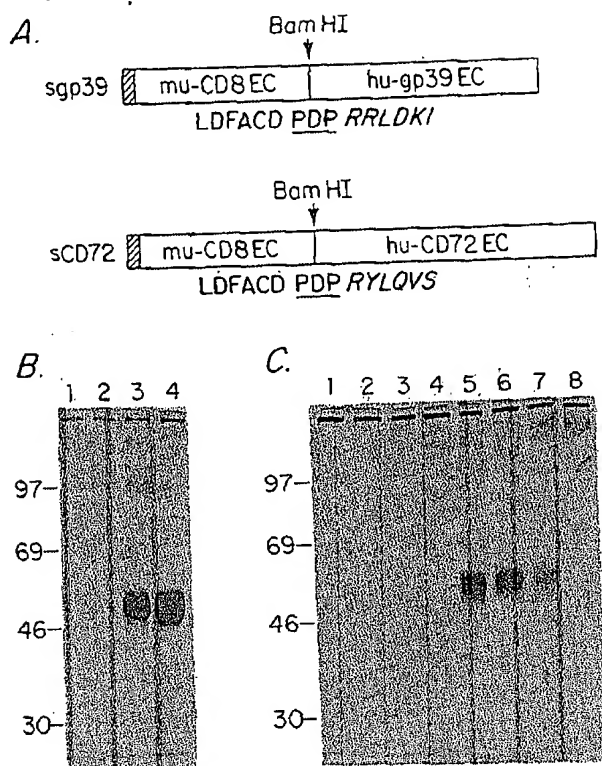 A.
Bam HI
sgp39 mu-CD8 EC hu-gp39 EC
LDFACD PDP RRLDKI
Bam HI
sCD72 mu-CD8 EC hu-CD72 EC
LDFACD PDP RYLQVS
B.
1 2 3 4
97-
69-
46-
30-
C.
1 2 3 4 5 6 7 8
97-
69-
46-
30-